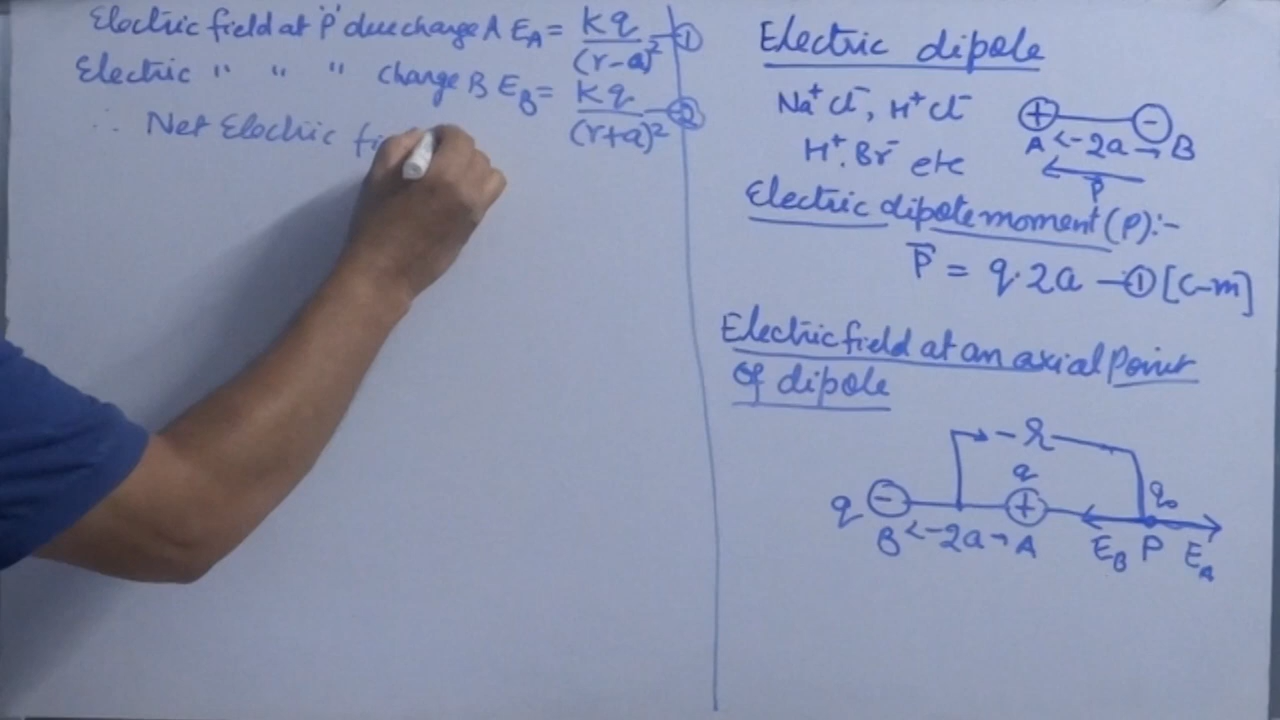 Electric field at 'P' due charge A E_A = Kq/(r-a)² -①
Electric " " " charge B E_B = Kq/(r+a)² -②
∴ Net Electric fi
Electric dipole
Na⁺Cl⁻, H⁺Cl⁻
H⁺.Br⁻ etc
+ -
A <-2a→ B
P
Electric dipole moment (P):-
P̄ = q.2a -① [C-m]
Electric field at an axial Point
of dipole
r
q
q - + q₀
B <-2a→ A E_B P E_A